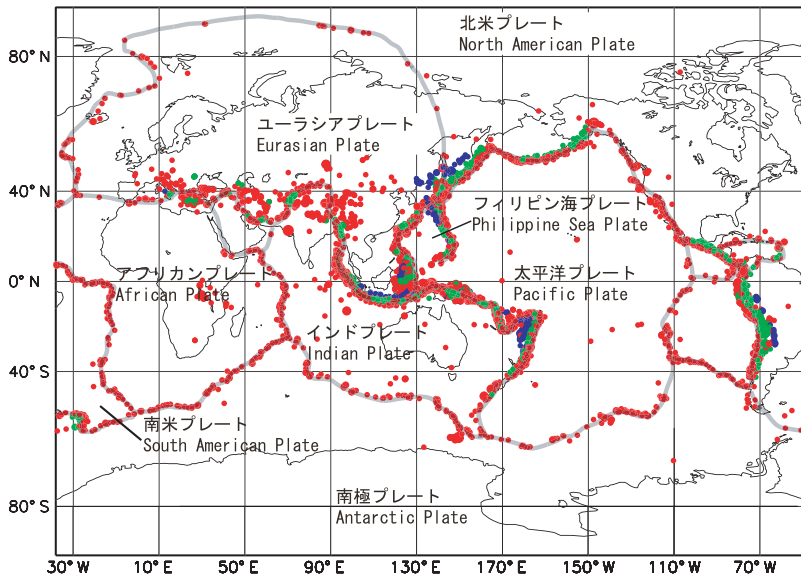 北米プレート
North American Plate
80°N
ユーラシアプレート
Eurasian Plate
40°N
フィリピン海プレート
Philippine Sea Plate
アフリカンプレート
African Plate
太平洋プレート
Pacific Plate
0°N
インドプレート
Indian Plate
40°S
南米プレート
South American Plate
南極プレート
Antarctic Plate
80°S
30°W 10°E 50°E 90°E 130°E 170°E 150°W 110°W 70°W